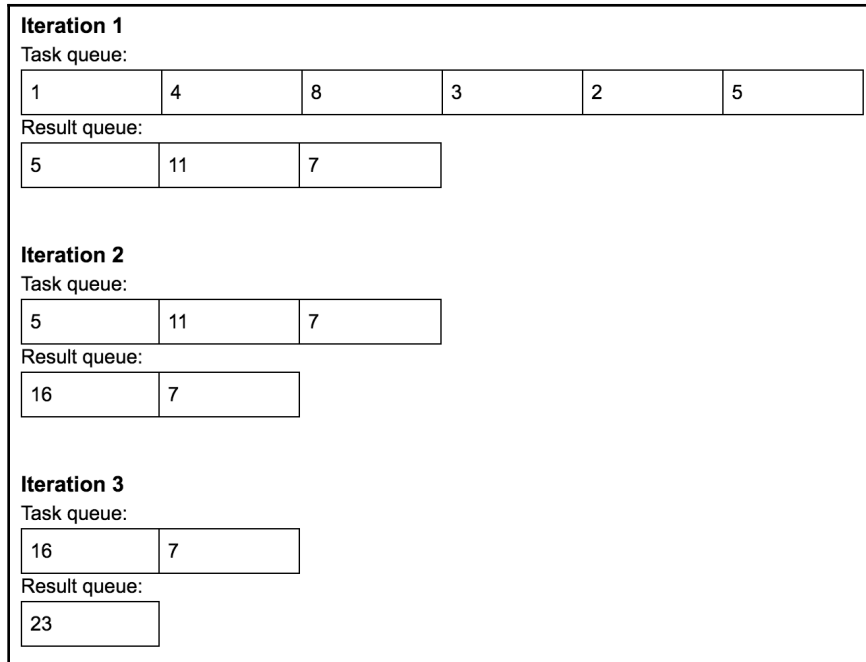 Iteration 1
Task queue:
1 4 8 3 2 5
Result queue:
5 11 7
Iteration 2
Task queue:
5 11 7
Result queue:
16 7
Iteration 3
Task queue:
16 7
Result queue:
23